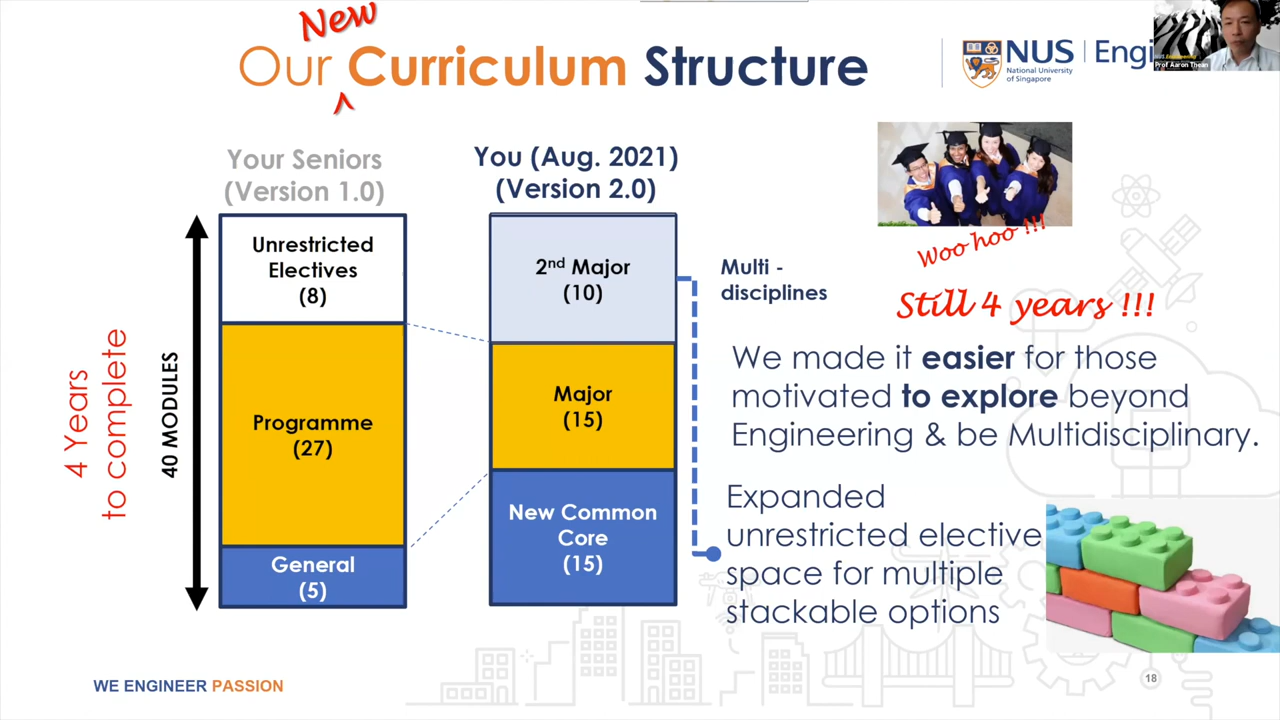 New
Our Curriculum Structure
NUS
National University
of Singapore
Prof Aaron Thean
Your Seniors
(Version 1.0)
You (Aug. 2021)
(Version 2.0)
4 Years
to complete
40 MODULES
Unrestricted
Electives
(8)
Programme
(27)
General
(5)
2nd Major
(10)
Major
(15)
New Common
Core
(15)
Multi -
disciplines
Woo hoo !!!
Still 4 years !!!
We made it easier for those
motivated to explore beyond
Engineering & be Multidisciplinary.
Expanded
unrestricted elective
space for multiple
stackable options
WE ENGINEER PASSION
18